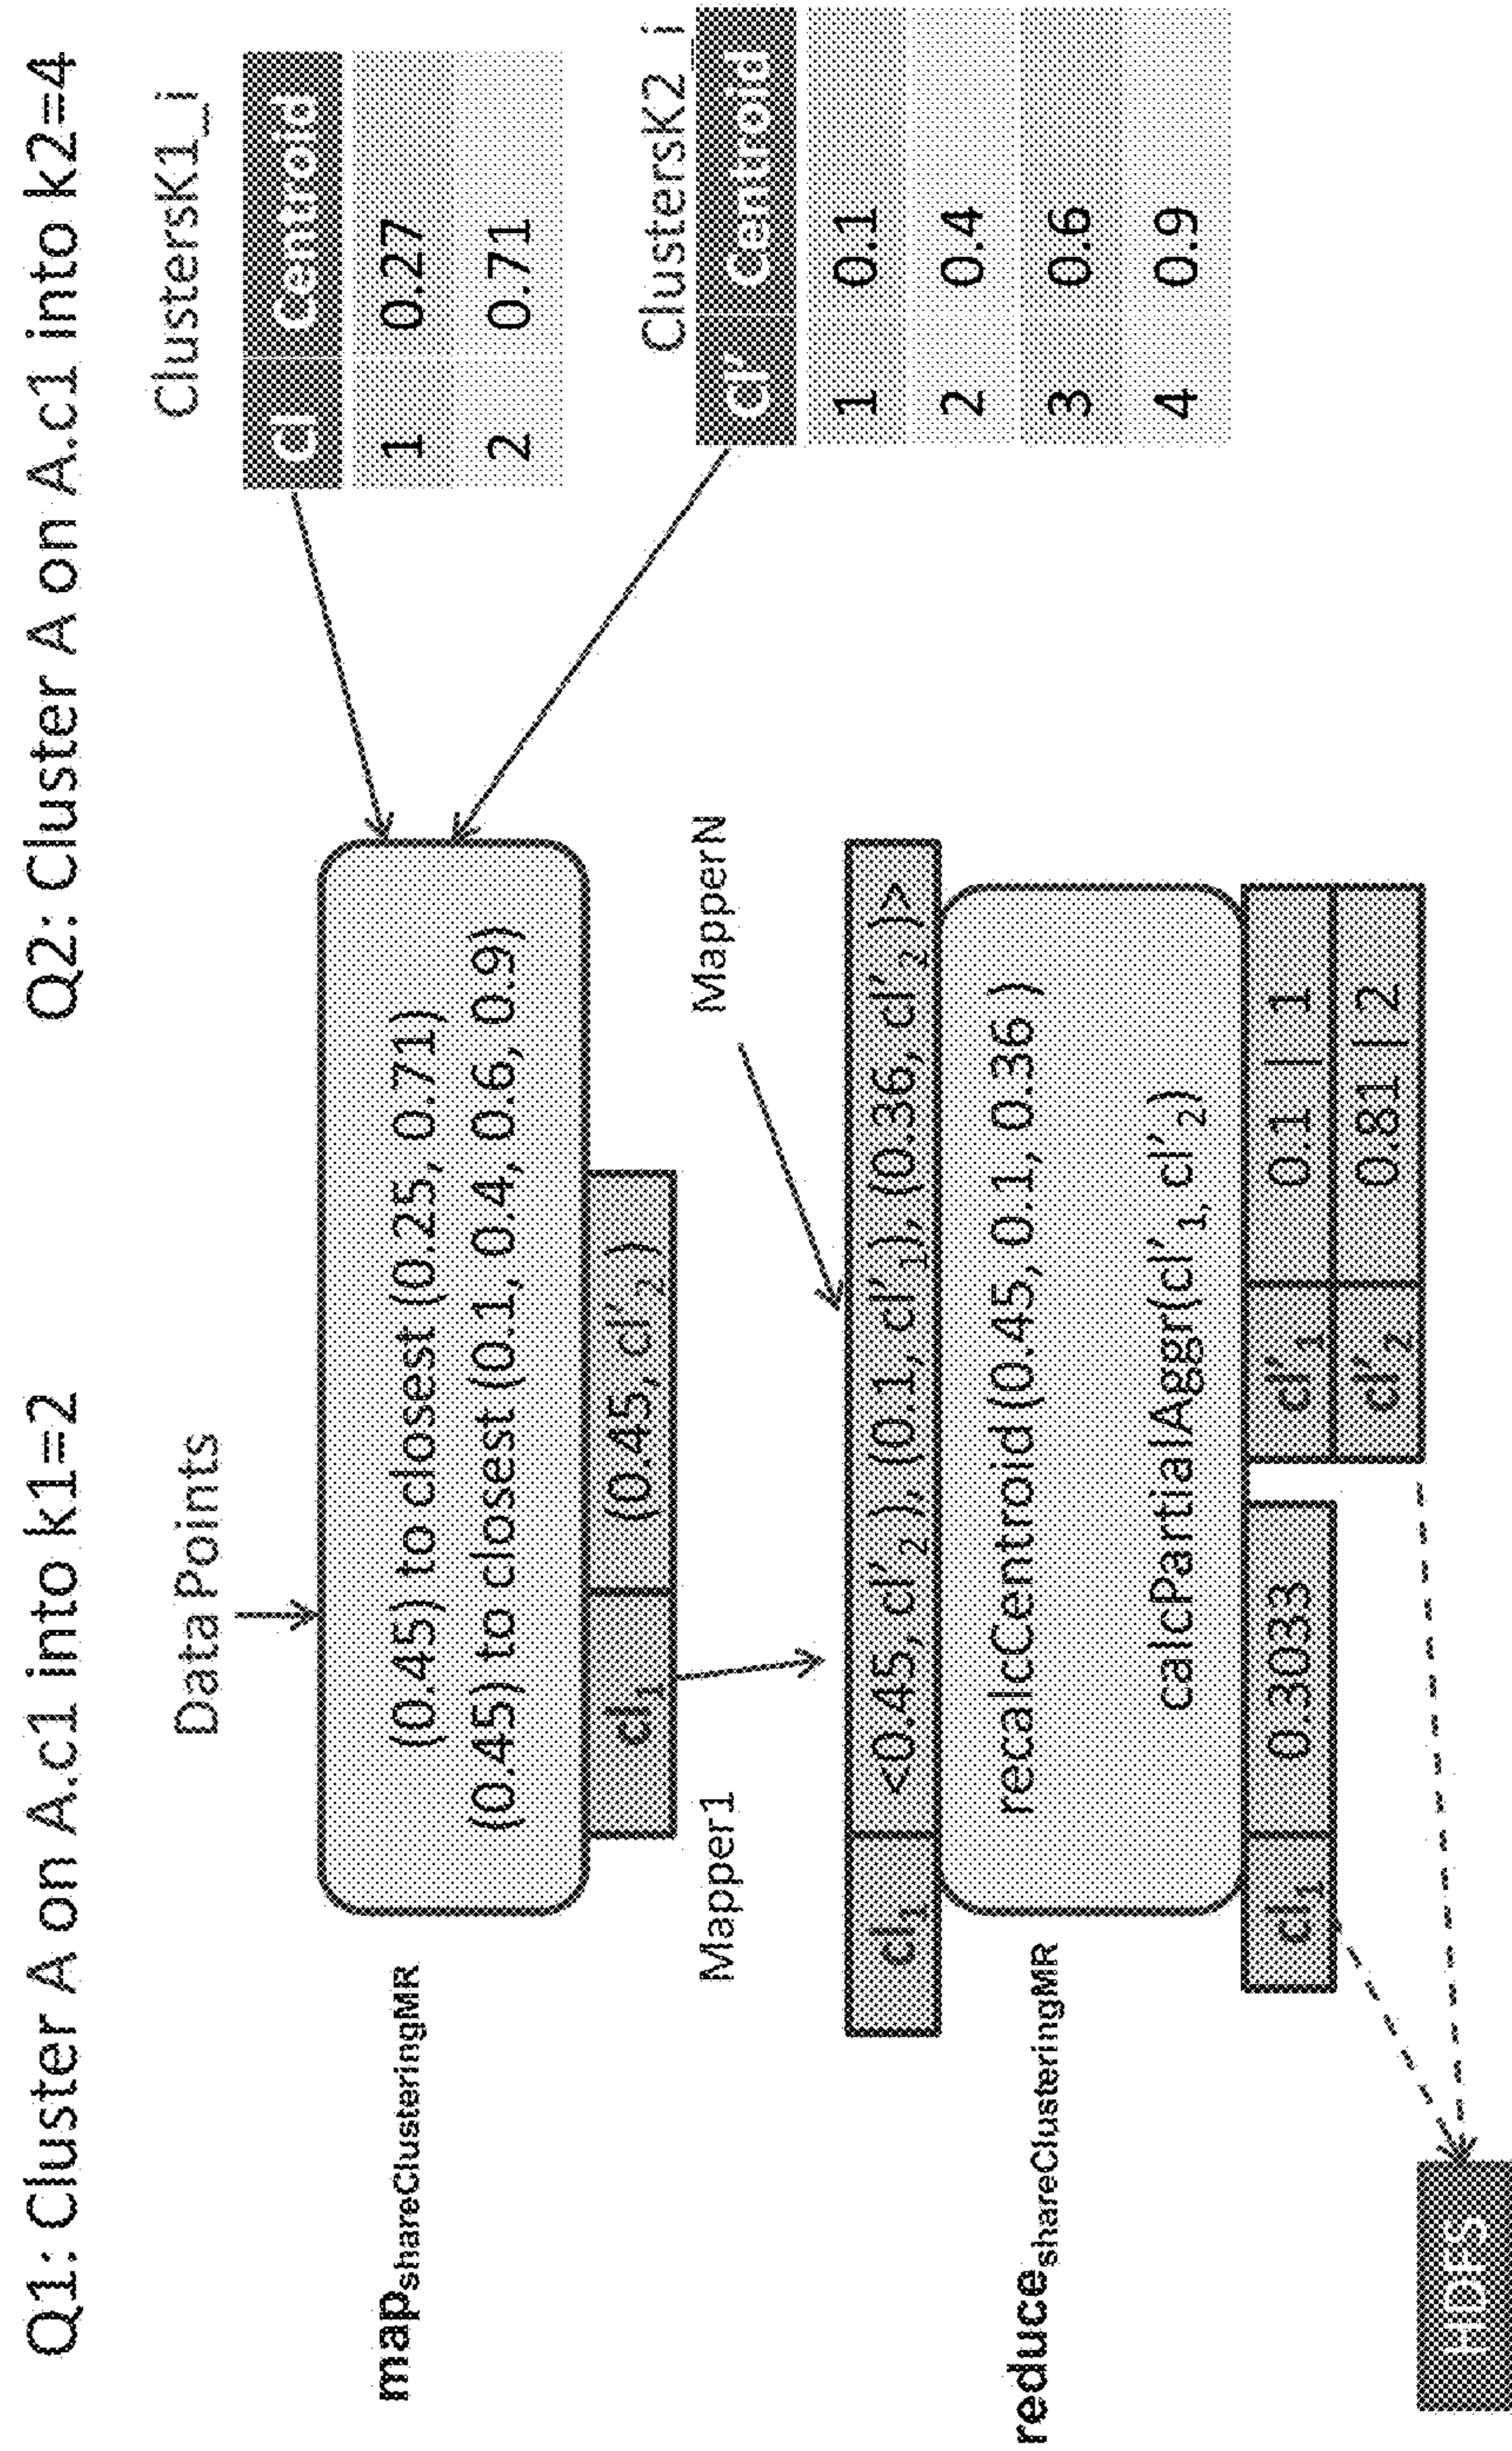 Q1: Cluster A on A.c1 into k1=2
Q2: Cluster A on A.c1 into k2=4
Data Points
ClustersK1_i
cl Centroid
1 0.27
2 0.71
map shareClusteringMR
(0.45) to closest (0.25, 0.71)
(0.45) to closest (0.1, 0.4, 0.6, 0.9)
cl₁ (0.45, cl'₂)
ClustersK2_i
cl' Centroid
1 0.1
2 0.4
3 0.6
4 0.9
Mapper1
MapperN
cl₁ <0.45, cl'₂), (0.1, cl'₁), (0.36, cl'₂)>
reduce shareClusteringMR
recalcCentroid (0.45, 0.1, 0.36 )
calcPartialAggr(cl'₁, cl'₂)
cl₁ 0.3033
cl'₁ 0.1 | 1
cl'₂ 0.81 | 2
HDFS